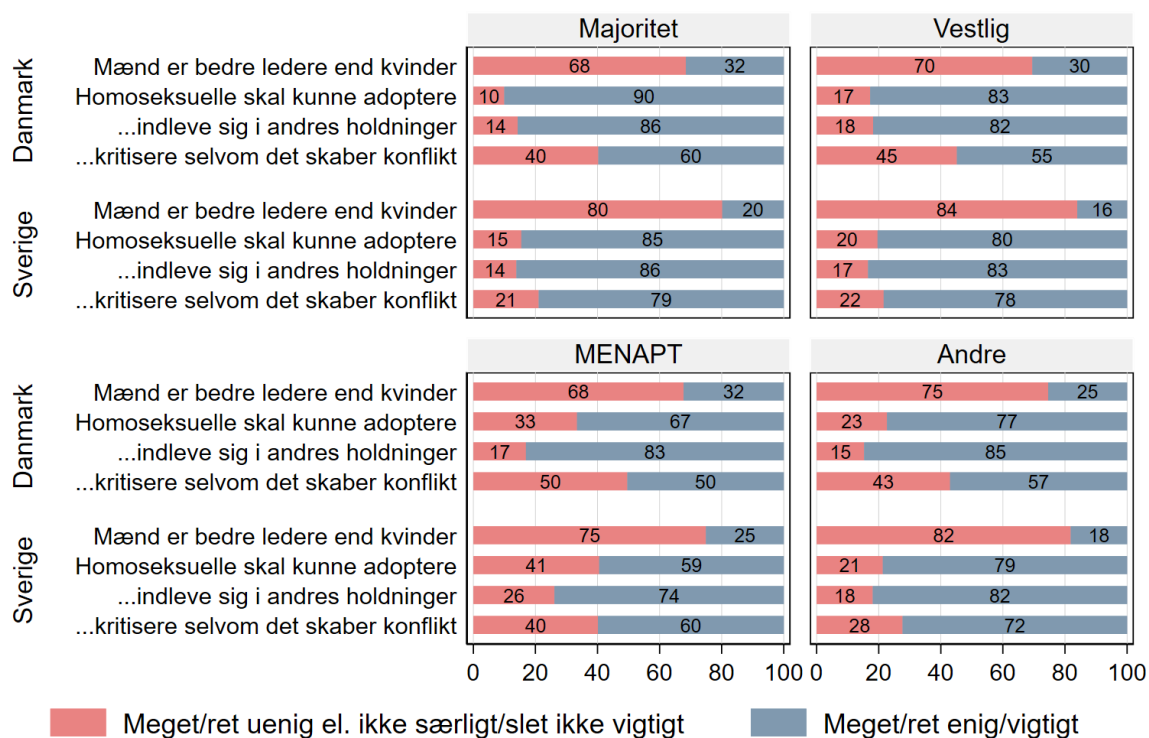 Majoritet Vestlig
Danmark
Mænd er bedre ledere end kvinder 68 32 70 30
Homoseksuelle skal kunne adoptere 10 90 17 83
...indleve sig i andres holdninger 14 86 18 82
...kritisere selvom det skaber konflikt 40 60 45 55
Sverige
Mænd er bedre ledere end kvinder 80 20 84 16
Homoseksuelle skal kunne adoptere 15 85 20 80
...indleve sig i andres holdninger 14 86 17 83
...kritisere selvom det skaber konflikt 21 79 22 78
MENAPT Andre
Danmark
Mænd er bedre ledere end kvinder 68 32 75 25
Homoseksuelle skal kunne adoptere 33 67 23 77
...indleve sig i andres holdninger 17 83 15 85
...kritisere selvom det skaber konflikt 50 50 43 57
Sverige
Mænd er bedre ledere end kvinder 75 25 82 18
Homoseksuelle skal kunne adoptere 41 59 21 79
...indleve sig i andres holdninger 26 74 18 82
...kritisere selvom det skaber konflikt 40 60 28 72
0 20 40 60 80 100 0 20 40 60 80 100
Meget/ret uenig el. ikke særligt/slet ikke vigtigt Meget/ret enig/vigtigt